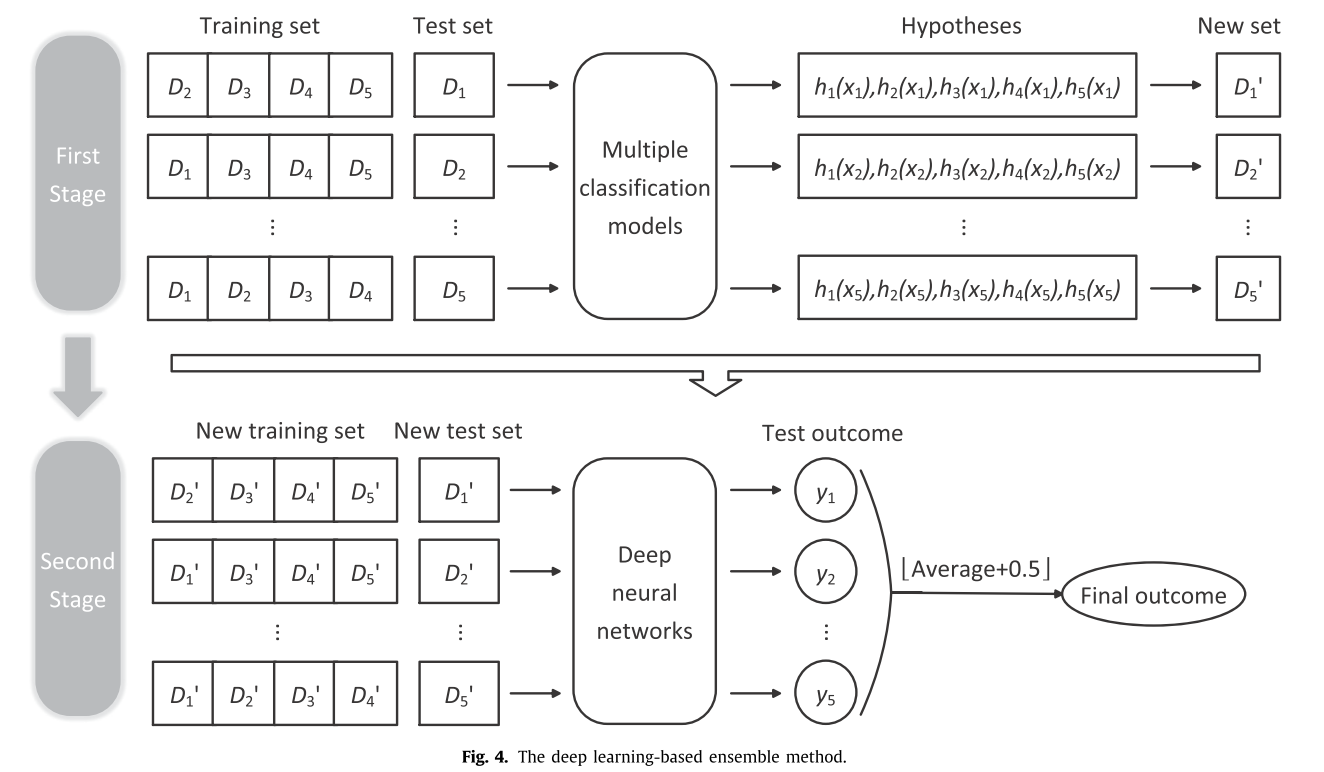 Training set Test set Hypotheses New set
D₂ D₃ D₄ D₅ D₁ h₁(x₁),h₂(x₁),h₃(x₁),h₄(x₁),h₅(x₁) D₁'
First
Stage
D₁ D₃ D₄ D₅ D₂ h₁(x₂),h₂(x₂),h₃(x₂),h₄(x₂),h₅(x₂) D₂'
Multiple
classification
models
⋮ ⋮ ⋮ ⋮
D₁ D₂ D₃ D₄ D₅ h₁(x₅),h₂(x₅),h₃(x₅),h₄(x₅),h₅(x₅) D₅'
New training set New test set Test outcome
D₂' D₃' D₄' D₅' D₁' y₁
Second
Stage
D₁' D₃' D₄' D₅' D₂' y₂
Deep
neural
networks
⌊Average+0.5⌋
Final outcome
⋮ ⋮ ⋮
D₁' D₂' D₃' D₄' D₅' y₅
Fig. 4. The deep learning-based ensemble method.